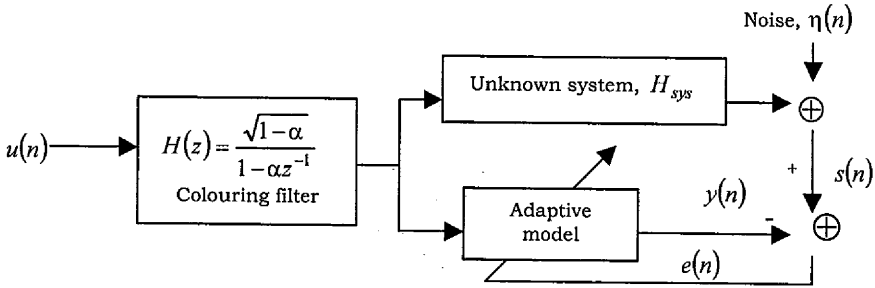 Noise, η(n)
Unknown system, H_sys
u(n)
H(z) = √(1-α) / (1-αz⁻¹)
Colouring filter
+
s(n)
Adaptive
model
y(n)
-
e(n)